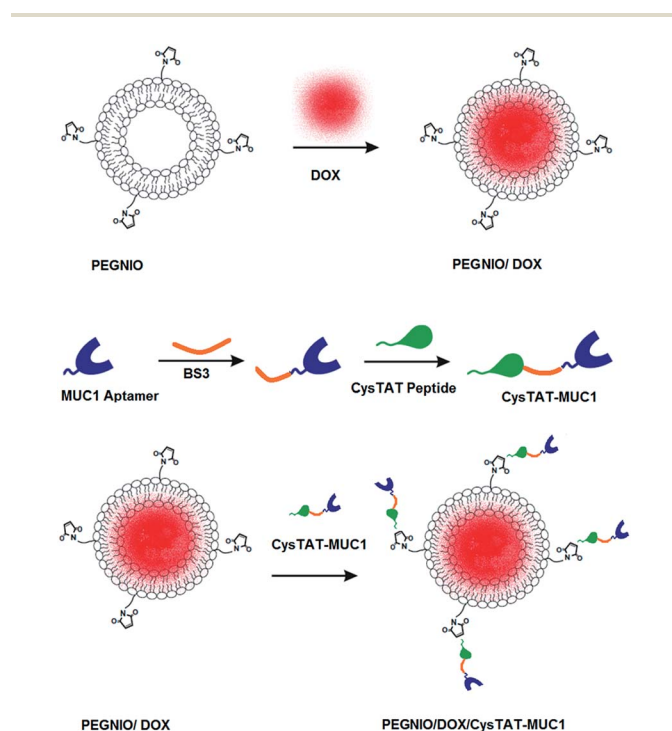 DOX
PEGNIO
PEGNIO/ DOX
BS3
MUC1 Aptamer
CysTAT Peptide
CysTAT-MUC1
CysTAT-MUC1
PEGNIO/ DOX
PEGNIO/DOX/CysTAT-MUC1
O
N
O
O
N
O
O
N
O
O
N
O
O
N
O
O
N
O
O
N
O
O
N
O
O
N
O
O
N
O
O
N
O
O
N
O
O
N
O
O
N
O
O
N
O
O
N
O